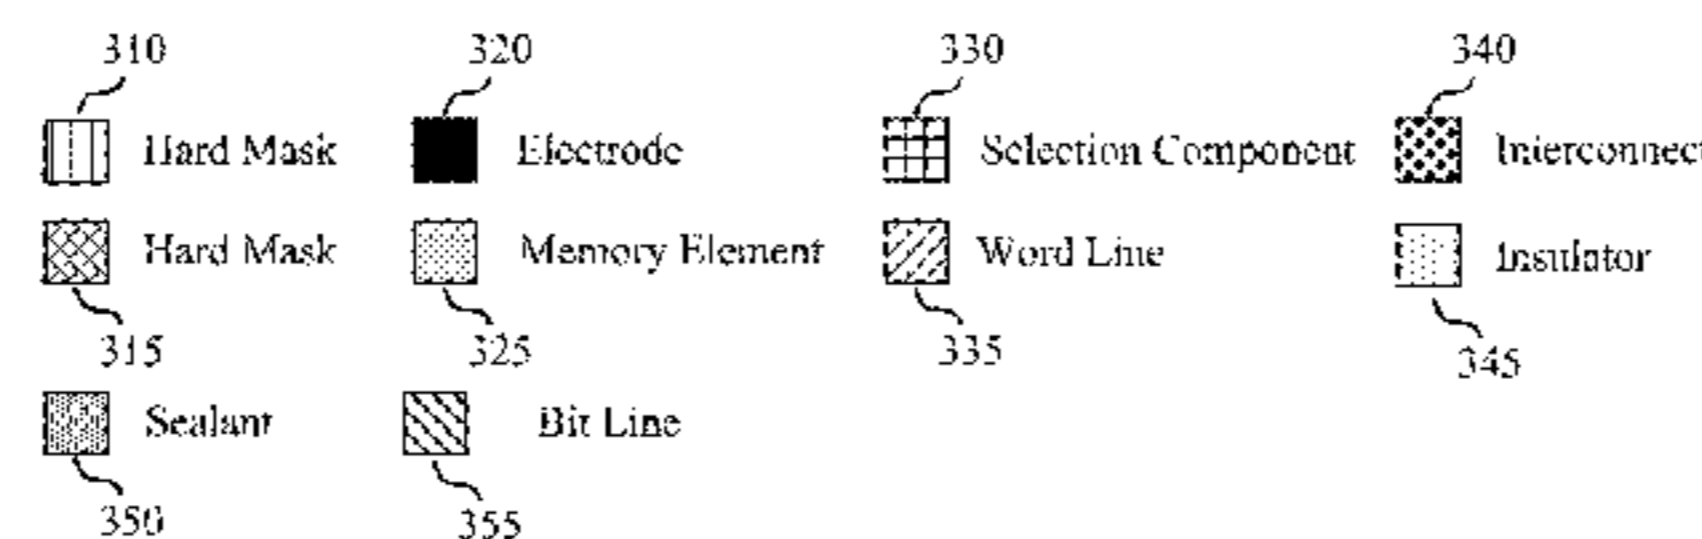 310 320 330 340
Hard Mask Electrode Selection Component Interconnect
Hard Mask Memory Element Word Line Insulator
315 325 335 345
Sealant Bit Line
350 355